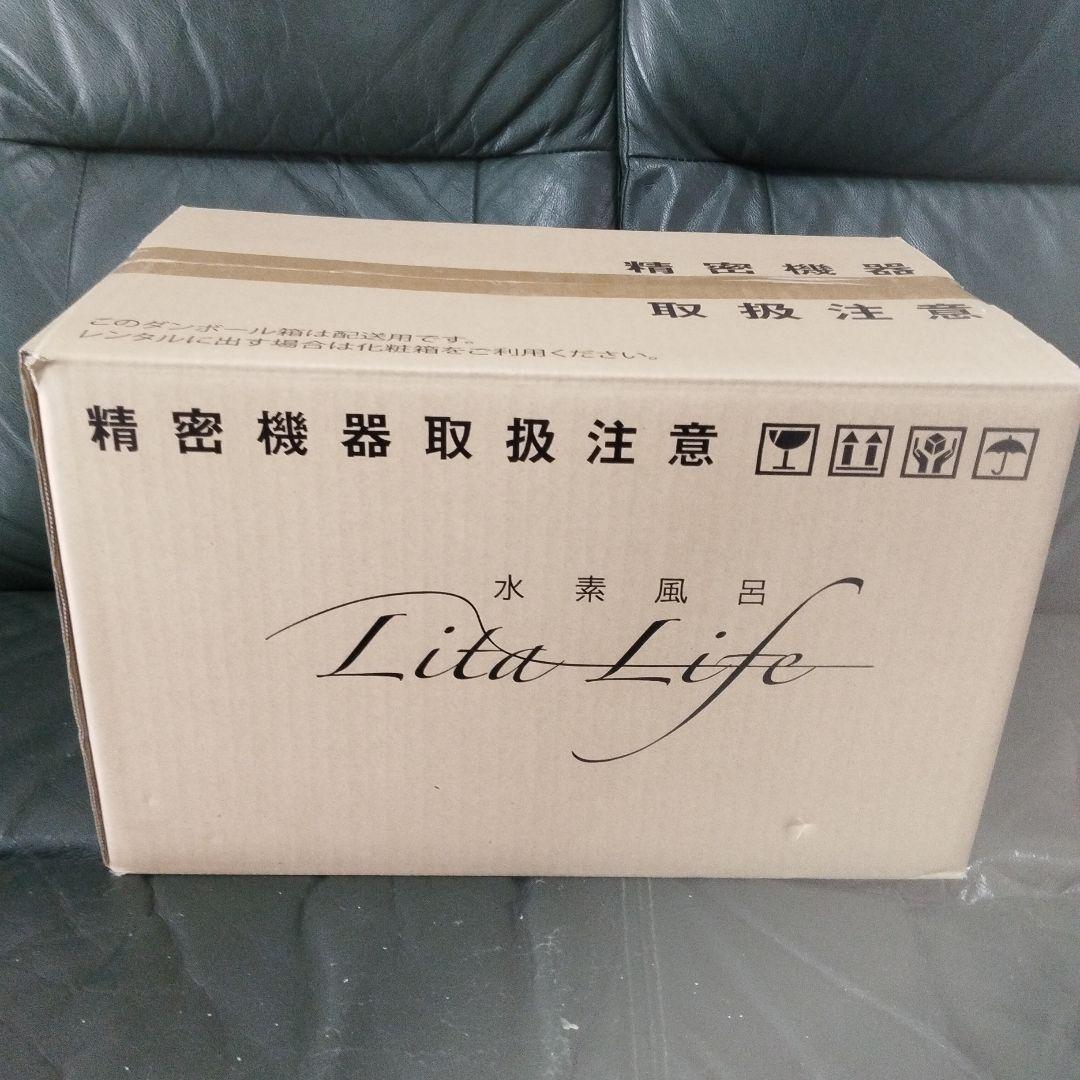 精密機器
取扱注意
このダンボール箱は配送用です。
レンタルに出す場合は化粧箱をご利用ください。
精密機器取扱注意
水素風呂
Lita Life